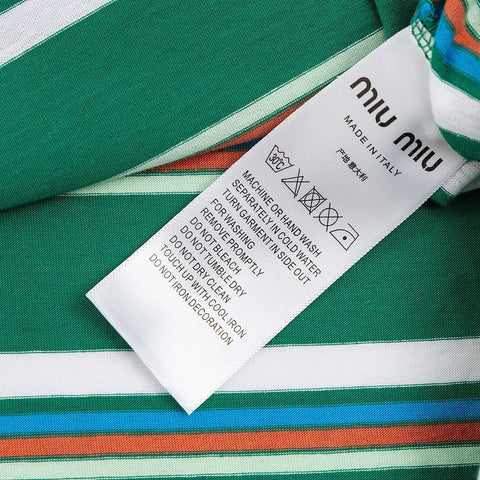 miu miu
MADE IN ITALY
产地意大利
30℃
MACHINE OR HAND WASH
SEPARATELY IN COLD WATER
TURN GARMENT IN SIDE OUT
FOR WASHING
REMOVE PROMPTLY
DO NOT BLEACH
DO NOT TUMBLE DRY
DO NOT DRY CLEAN
TOUCH UP WITH COOL IRON
DO NOT IRON DECORATION